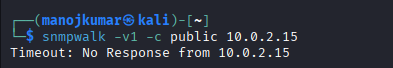 ┌──(manojkumar㉿kali)-[~]
└─$ snmpwalk -v1 -c public 10.0.2.15
Timeout: No Response from 10.0.2.15